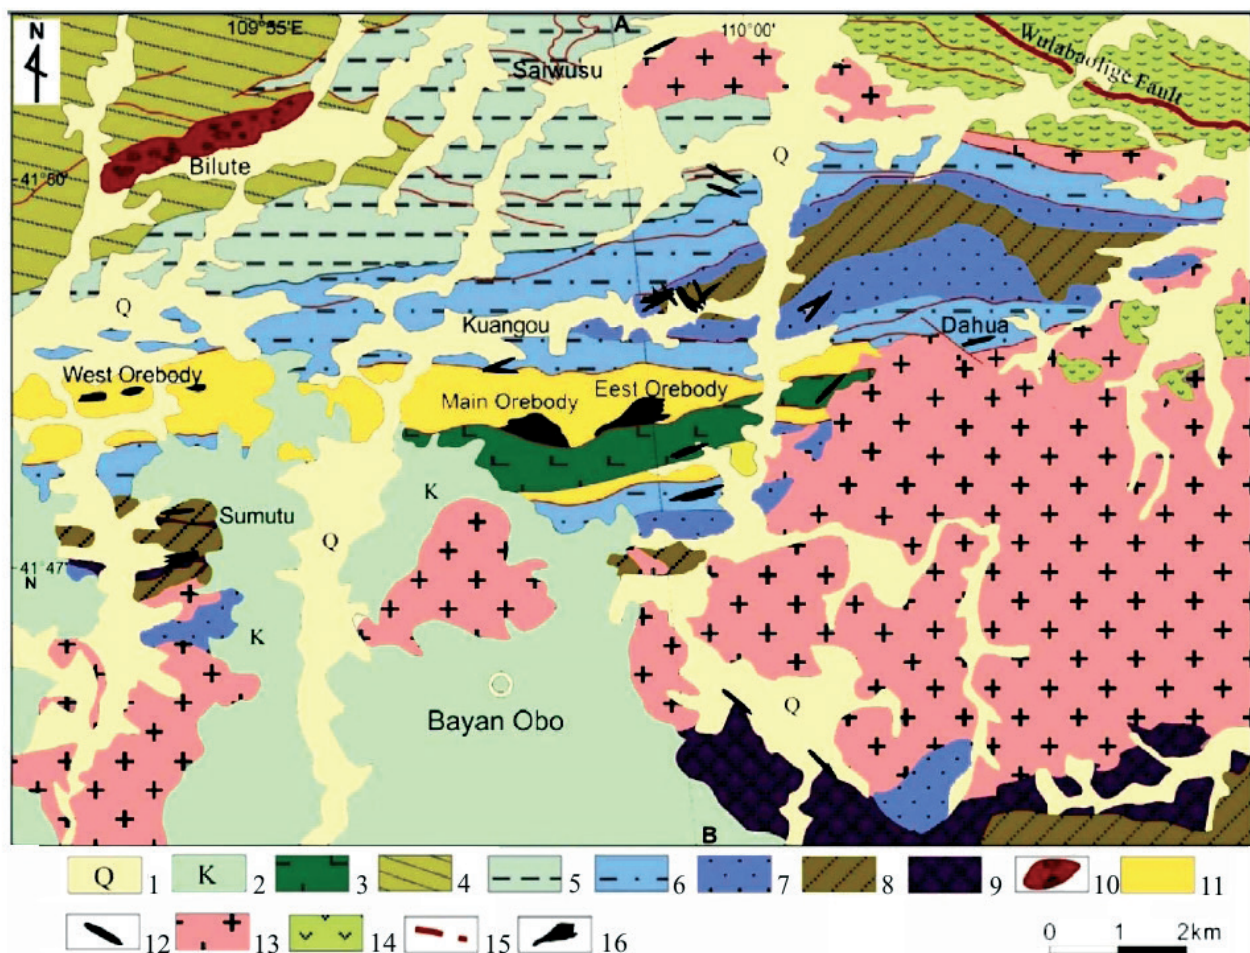 109°55'E
A
110°00'
N
Saiwusu
Wulabaolige Fault
Bilute
Q
41°50'
Q
Kuangou
Dahua
West Orebody
Eest Orebody
Main Orebody
K
Sumutu
Q
41°47'
N
K
Q
Bayan Obo
B
Q 1 K 2 3 4 5 6 7 8 9 10 11
12 13 14 15 16
0 1 2km